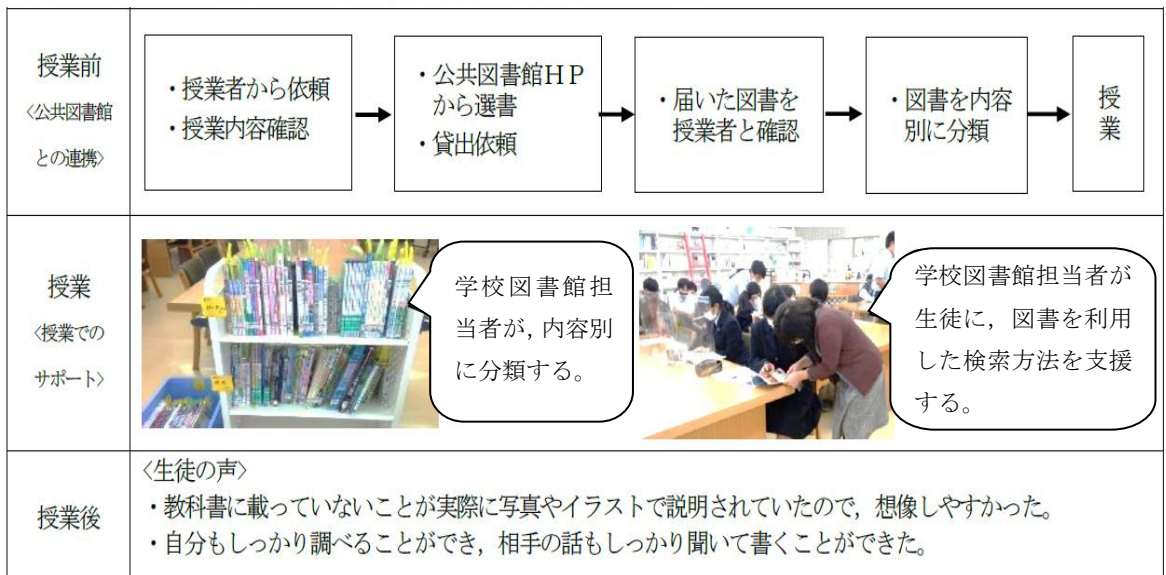 授業前
〈公共図書館
との連携〉
・授業者から依頼
・授業内容確認
・公共図書館ＨＰ
から選書
・貸出依頼
・届いた図書を
授業者と確認
・図書を内容
別に分類
授
業
授業
〈授業での
サポート〉
学校図書館担
当者が，内容別
に分類する。
学校図書館担当者が
生徒に，図書を利用
した検索方法を支援
する。
授業後
〈生徒の声〉
・教科書に載っていないことが実際に写真やイラストで説明されていたので，想像しやすかった。
・自分もしっかり調べることができ，相手の話もしっかり聞いて書くことができた。